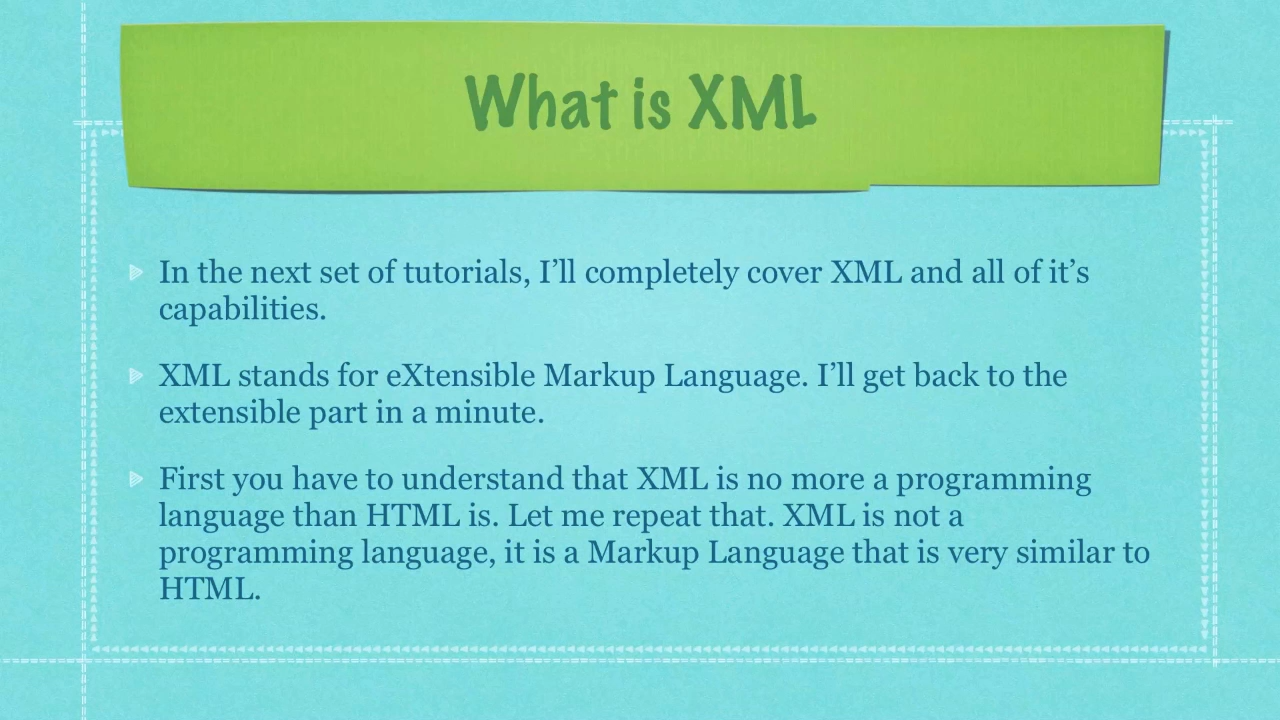 What is XML
In the next set of tutorials, I’ll completely cover XML and all of it’s
capabilities.
XML stands for eXtensible Markup Language. I’ll get back to the
extensible part in a minute.
First you have to understand that XML is no more a programming
language than HTML is. Let me repeat that. XML is not a
programming language, it is a Markup Language that is very similar to
HTML.